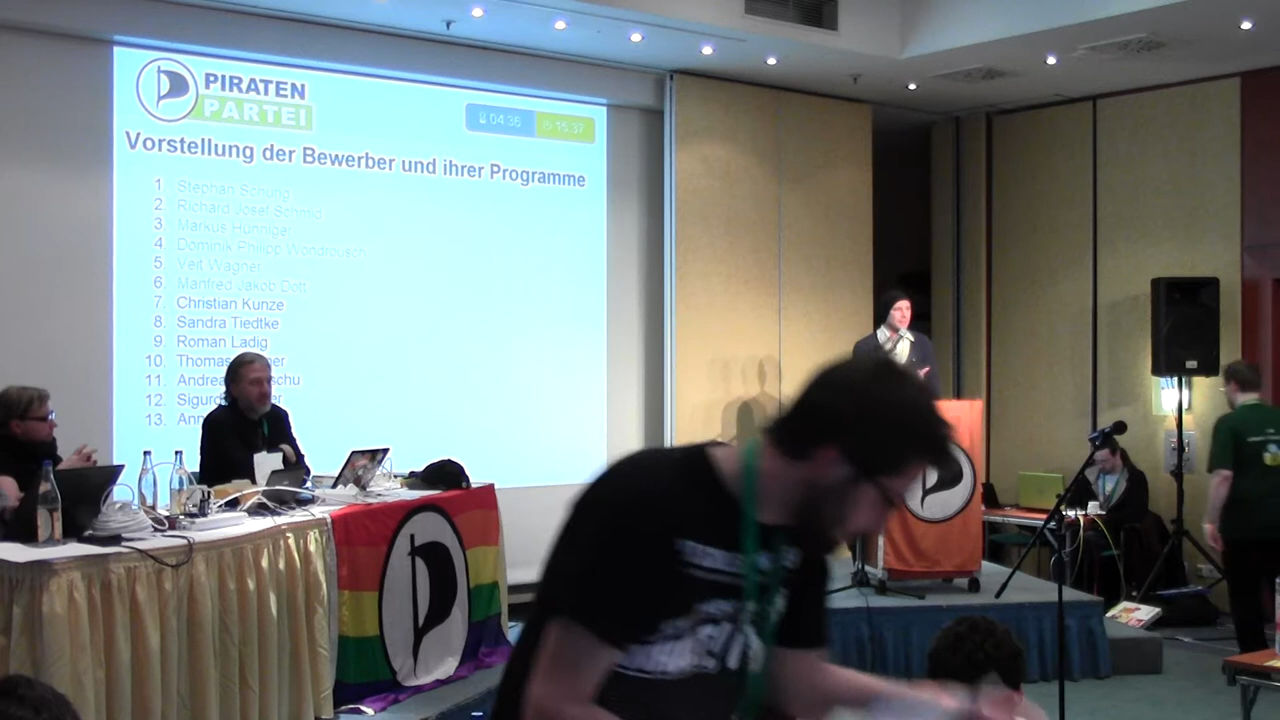 PIRATEN
PARTEI
04:36 15:37
Vorstellung der Bewerber und ihrer Programme
1. Stephan Schurig
2. Richard Josef Schmid
3. Markus Hünniger
4. Dominik Philipp Wondrousch
5. Veit Wagner
6. Manfred Jakob Dott
7. Christian Kunze
8. Sandra Tiedtke
9. Roman Ladig
10. Thomas
11.
12.
13.